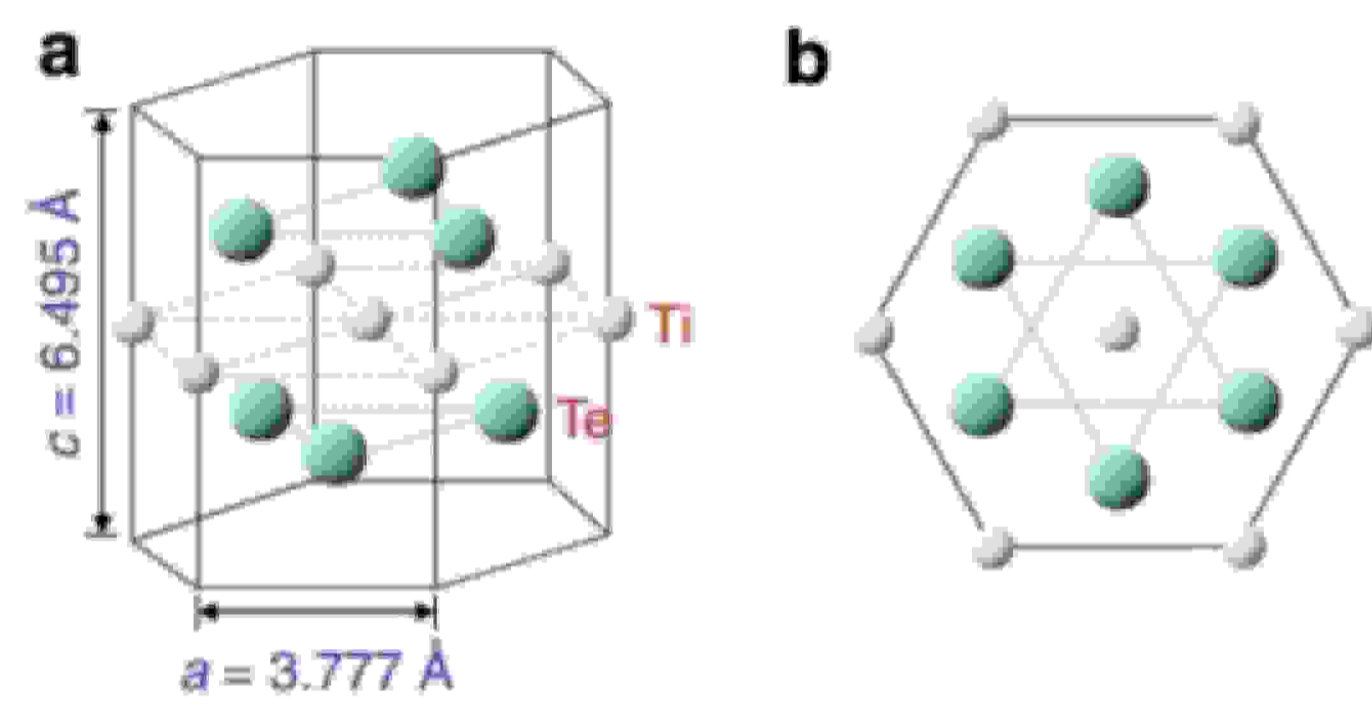 a
b
c = 6.495 Å
Ti
Te
a = 3.777 Å